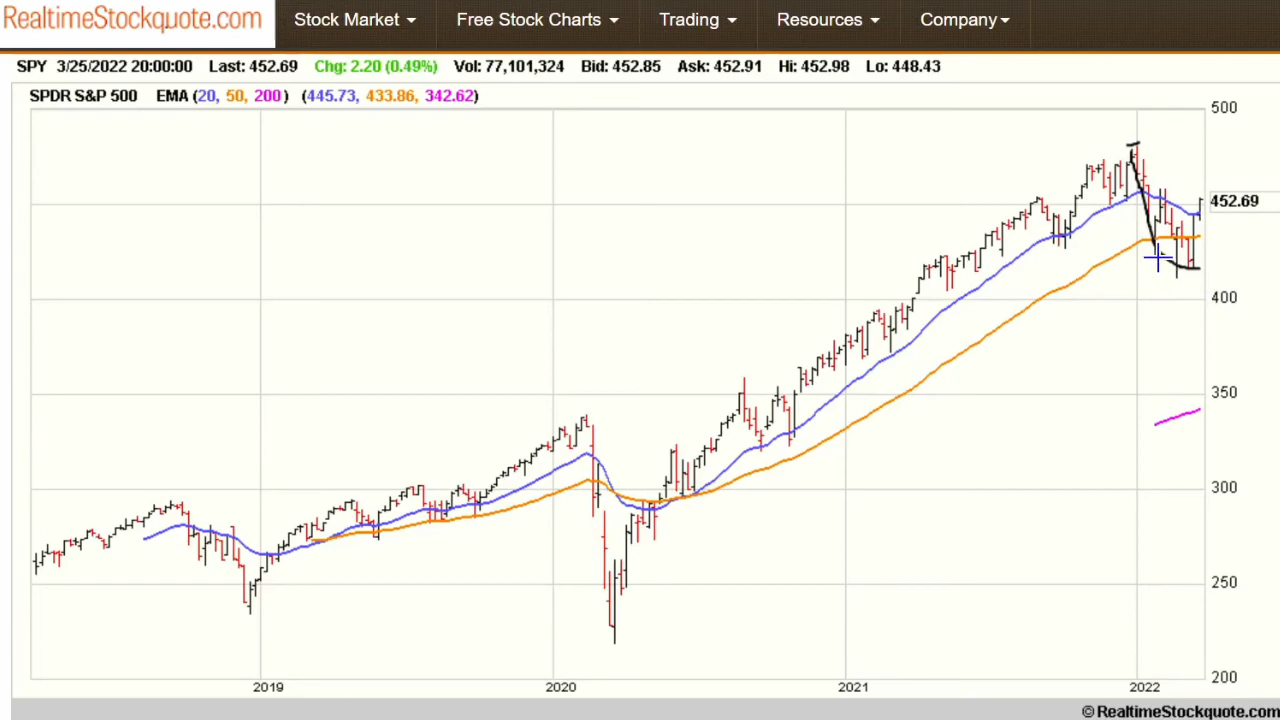 RealtimeStockquote.com Stock Market Free Stock Charts Trading Resources Company
SPY 3/25/2022 20:00:00 Last: 452.69 Chg: 2.20 (0.49%) Vol: 77,101,324 Bid: 452.85 Ask: 452.91 Hi: 452.98 Lo: 448.43
SPDR S&P 500 EMA (20, 50, 200) (445.73, 433.86, 342.62)
500
452.69
400
350
300
250
200
2019 2020 2021 2022
© RealtimeStockquote.com